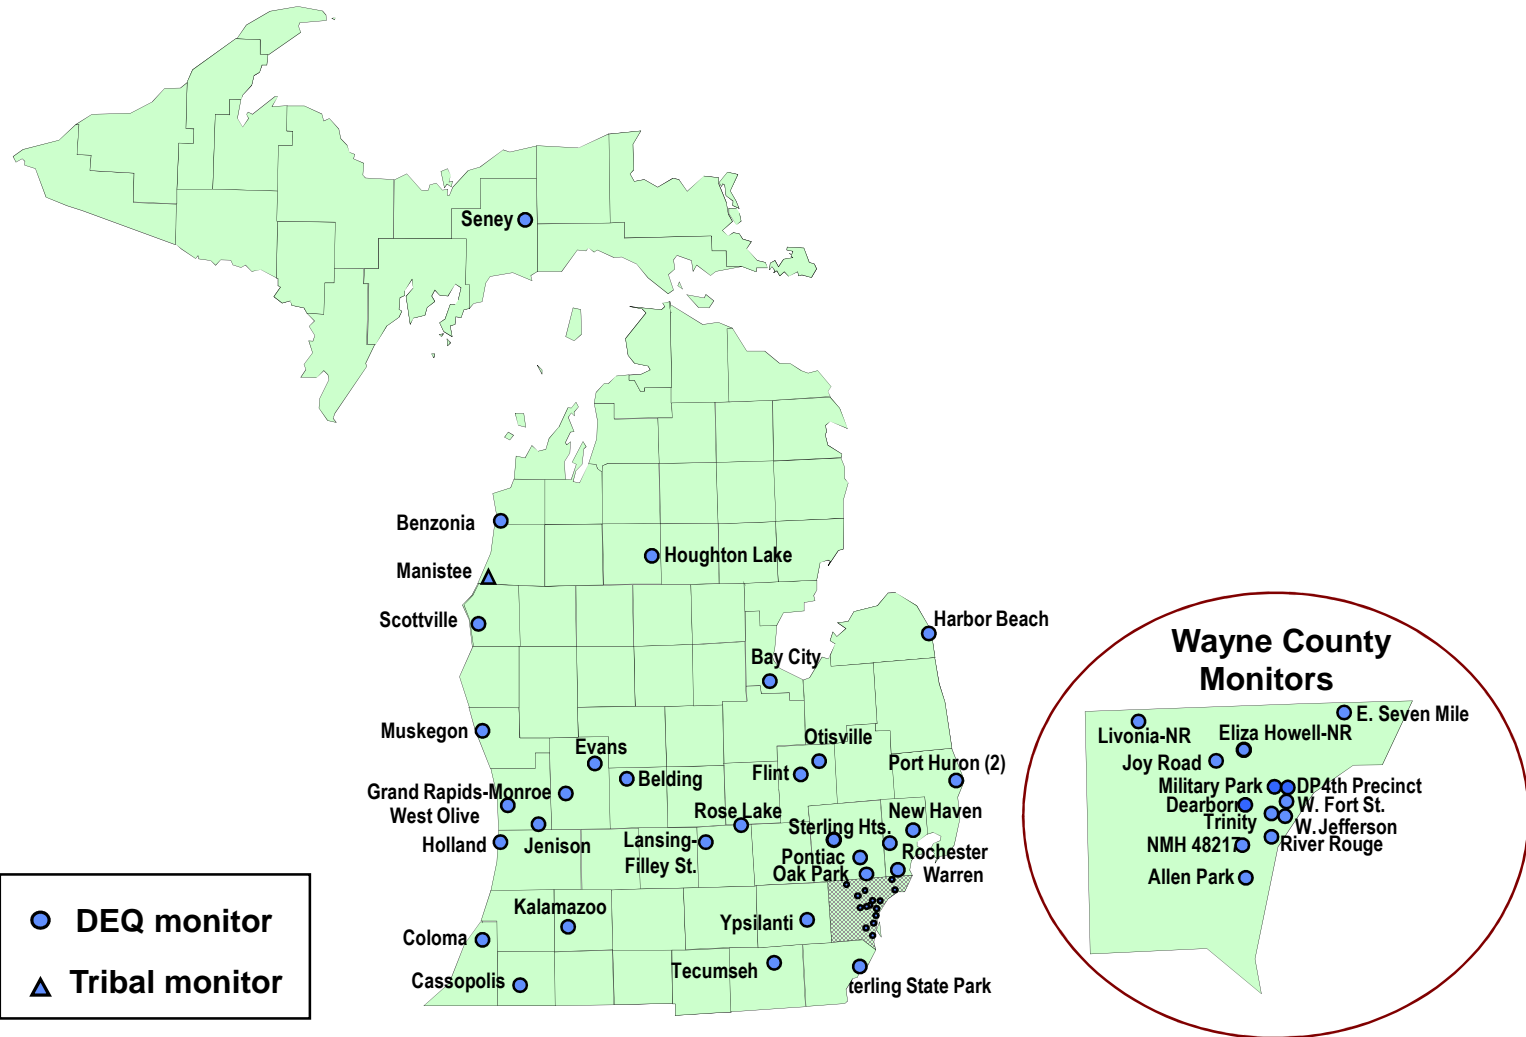 Seney
Benzonia
Houghton Lake
Manistee
Scottville
Harbor Beach
Bay City
Muskegon
Evans
Otisville
Flint
Port Huron (2)
Belding
Grand Rapids-Monroe
West Olive
Rose Lake
New Haven
Holland
Jenison
Lansing-
Filley St.
Sterling Hts.
Pontiac
Rochester
Oak Park
Warren
Kalamazoo
Ypsilanti
Coloma
Tecumseh
Cassopolis
terling State Park
DEQ monitor
Tribal monitor
Wayne County
Monitors
E. Seven Mile
Livonia-NR
Eliza Howell-NR
Joy Road
Military Park
DP4th Precinct
Dearborn
W. Fort St.
Trinity
W.Jefferson
NMH 48217
River Rouge
Allen Park